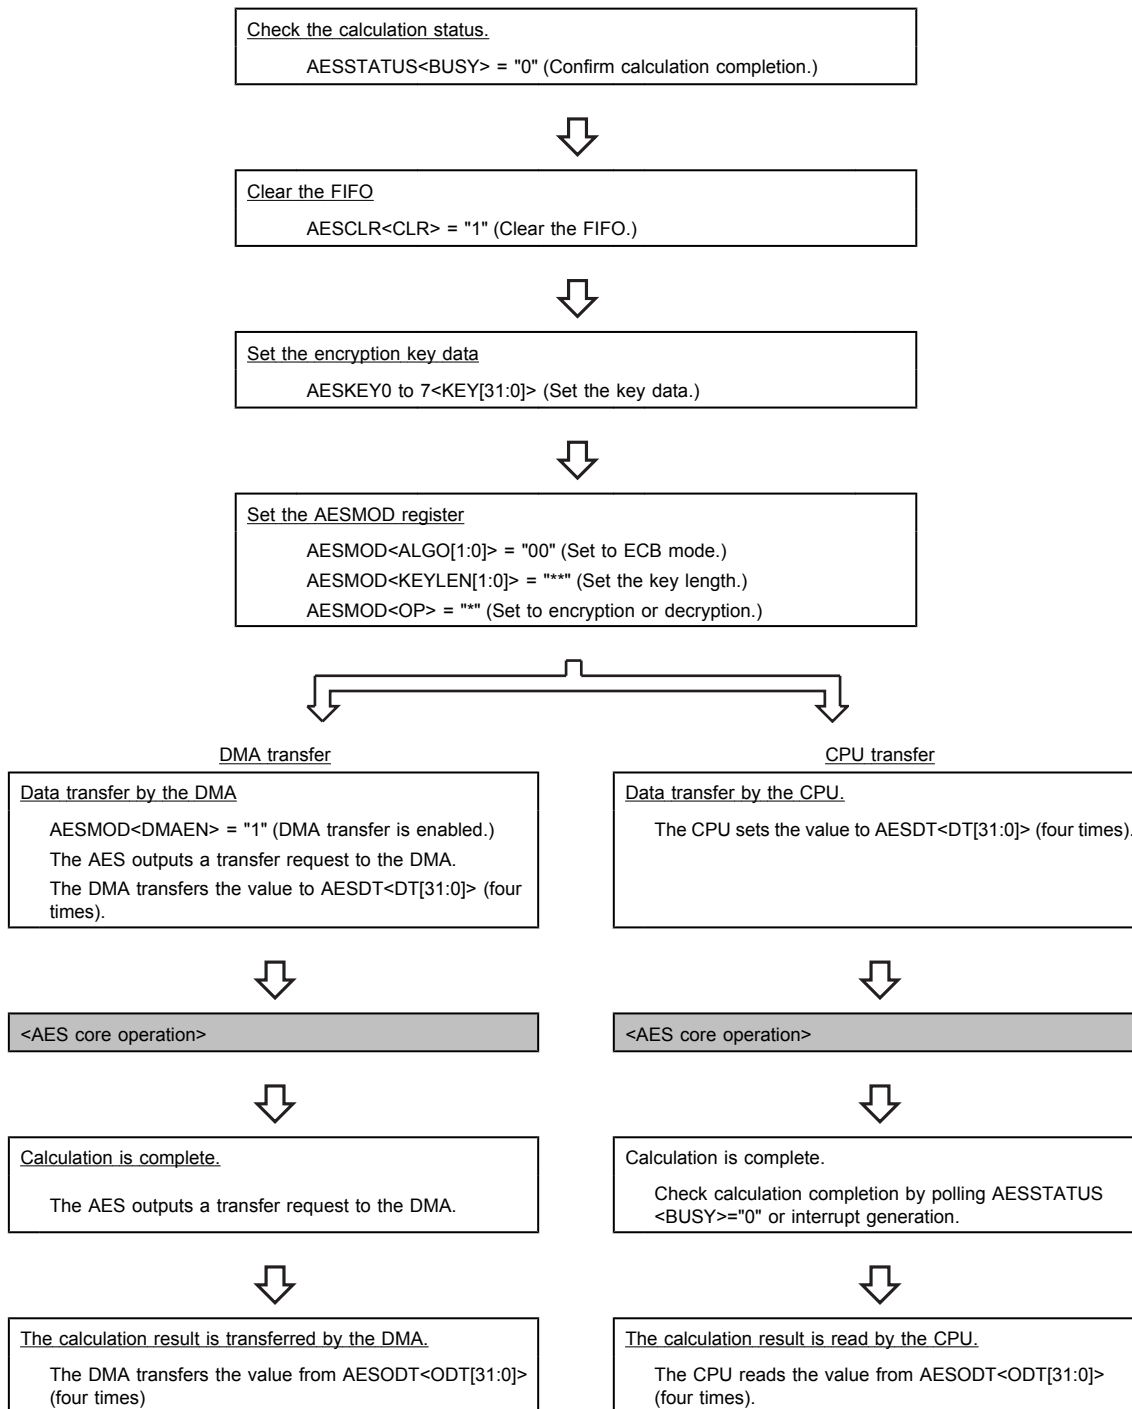 Check the calculation status.
AESSTATUS<BUSY> = "0" (Confirm calculation completion.)
Clear the FIFO
AESCLR<CLR> = "1" (Clear the FIFO.)
Set the encryption key data
AESKEY0 to 7<KEY[31:0]> (Set the key data.)
Set the AESMOD register
AESMOD<ALGO[1:0]> = "00" (Set to ECB mode.)
AESMOD<KEYLEN[1:0]> = "**" (Set the key length.)
AESMOD<OP> = "*" (Set to encryption or decryption.)
DMA transfer
Data transfer by the DMA
AESMOD<DMAEN> = "1" (DMA transfer is enabled.)
The AES outputs a transfer request to the DMA.
The DMA transfers the value to AESDT<DT[31:0]> (four
times).
<AES core operation>
Calculation is complete.
The AES outputs a transfer request to the DMA.
The calculation result is transferred by the DMA.
The DMA transfers the value from AESODT<ODT[31:0]>
(four times)
CPU transfer
Data transfer by the CPU.
The CPU sets the value to AESDT<DT[31:0]> (four times).
<AES core operation>
Calculation is complete.
Check calculation completion by polling AESSTATUS
<BUSY>="0" or interrupt generation.
The calculation result is read by the CPU.
The CPU reads the value from AESODT<ODT[31:0]>
(four times).